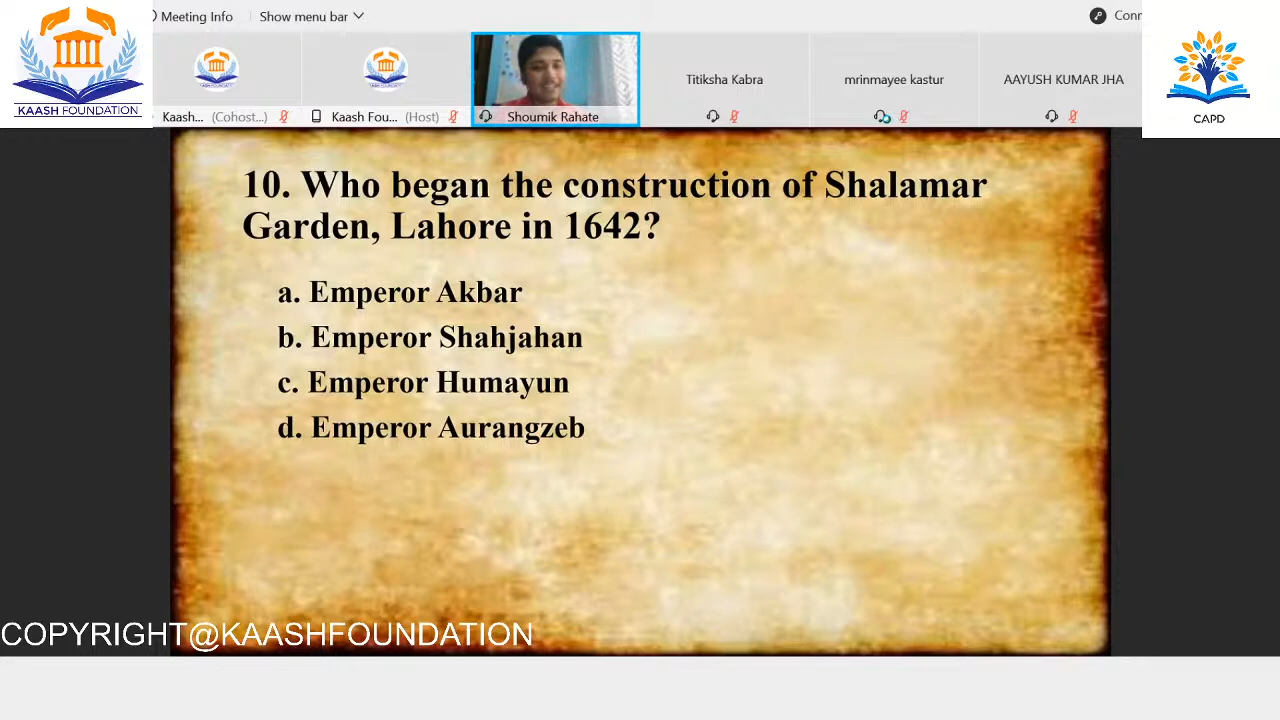 Meeting Info
Show menu bar
Conn
KAASH FOUNDATION
Kaash... (Cohost...)
Kaash Fou... (Host)
Shoumik Rahate
Titiksha Kabra
mrinmayee kastur
AAYUSH KUMAR JHA
CAPD
10. Who began the construction of Shalamar
Garden, Lahore in 1642?
a. Emperor Akbar
b. Emperor Shahjahan
c. Emperor Humayun
d. Emperor Aurangzeb
COPYRIGHT@KAASHFOUNDATION